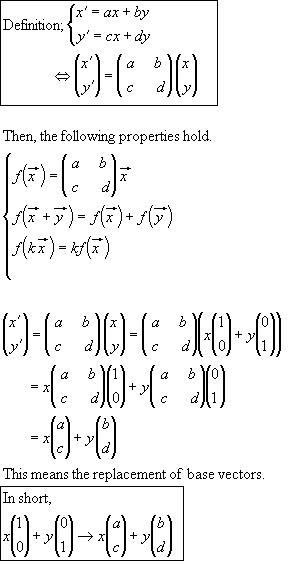 Definition; { x' = ax + by
y' = cx + dy
⇔ (x' y') = (a b c d)(x y)
Then, the following properties hold.
{ f(x⃗) = (a b c d) x⃗
f(x⃗ + y⃗) = f(x⃗) + f(y⃗)
f(k x⃗) = kf(x⃗)
(x' y') = (a b c d)(x y) = (a b c d)(x(1 0) + y(0 1))
= x(a b c d)(1 0) + y(a b c d)(0 1)
= x(a c) + y(b d)
This means the replacement of base vectors.
In short,
x(1 0) + y(0 1) → x(a c) + y(b d)